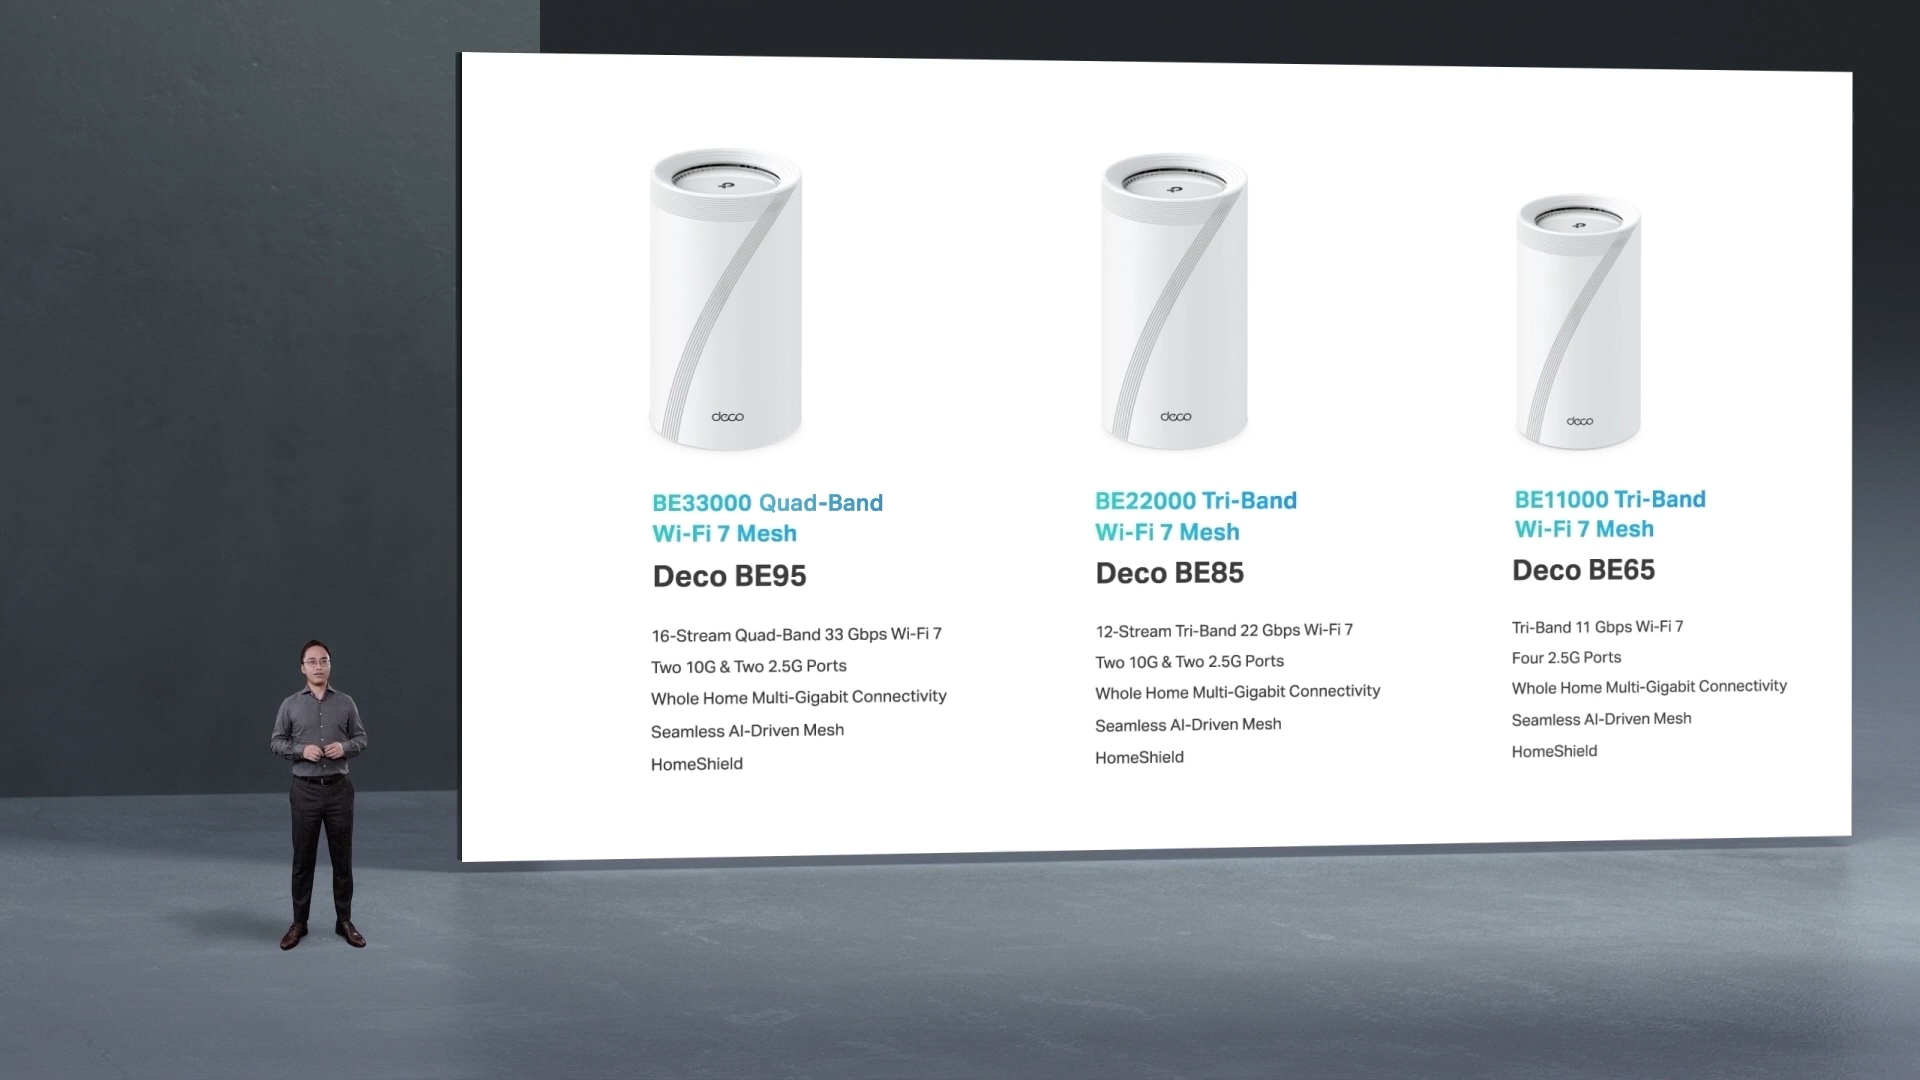 deco
BE33000 Quad-Band
Wi-Fi 7 Mesh
Deco BE95
16-Stream Quad-Band 33 Gbps Wi-Fi 7
Two 10G & Two 2.5G Ports
Whole Home Multi-Gigabit Connectivity
Seamless AI-Driven Mesh
HomeShield
deco
BE22000 Tri-Band
Wi-Fi 7 Mesh
Deco BE85
12-Stream Tri-Band 22 Gbps Wi-Fi 7
Two 10G & Two 2.5G Ports
Whole Home Multi-Gigabit Connectivity
Seamless AI-Driven Mesh
HomeShield
deco
BE11000 Tri-Band
Wi-Fi 7 Mesh
Deco BE65
Tri-Band 11 Gbps Wi-Fi 7
Four 2.5G Ports
Whole Home Multi-Gigabit Connectivity
Seamless AI-Driven Mesh
HomeShield